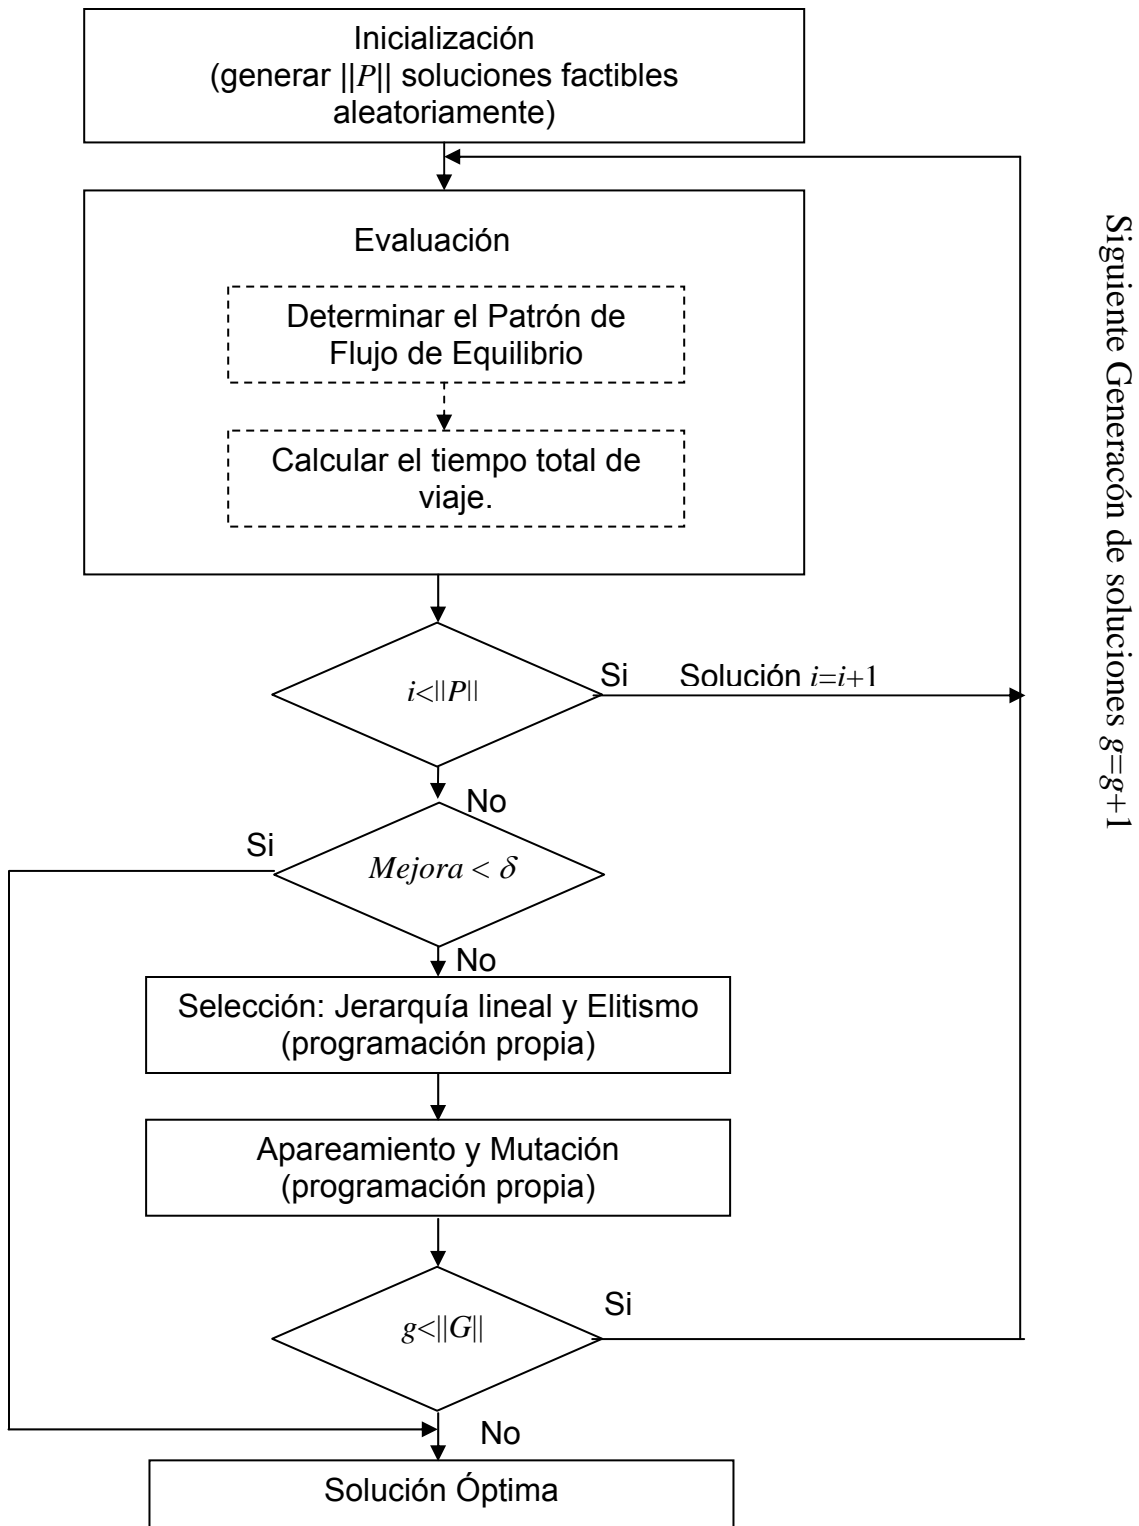 Inicialización
(generar ||P|| soluciones factibles
aleatoriamente)
Evaluación
Determinar el Patrón de
Flujo de Equilibrio
Calcular el tiempo total de
viaje.
i<||P||
Si
Solución i=i+1
No
Si
Mejora < δ
No
Selección: Jerarquía lineal y Elitismo
(programación propia)
Apareamiento y Mutación
(programación propia)
g<||G||
Si
No
Solución Óptima
Siguiente Generacón de soluciones g=g+1